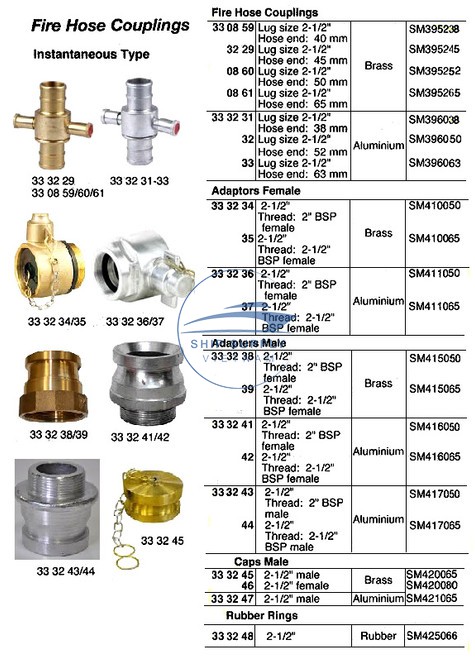 Fire Hose Couplings
Instantaneous Type
33 32 29
33 08 59/60/61
33 32 31-33
33 32 34/35
33 32 36/37
33 32 38/39
33 32 41/42
33 32 43/44
33 32 45
Fire Hose Couplings
33 08 59 Lug size 2-1/2" SM395238
Hose end: 40 mm
32 29 Lug size 2-1/2" SM395245
Hose end: 45 mm
Brass
08 60 Lug size 2-1/2" SM395252
Hose end: 50 mm
08 61 Lug size 2-1/2" SM395265
Hose end: 65 mm
33 32 31 Lug size 2-1/2" SM396038
Hose end: 38 mm
32 Lug size 2-1/2" Aluminium SM396050
Hose end: 52 mm
33 Lug size 2-1/2" SM396063
Hose end: 63 mm
Adaptors Female
33 32 34 2-1/2" SM410050
Thread: 2" BSP
female
Brass
35 2-1/2" SM410065
Thread: 2-1/2"
BSP female
33 32 36 2-1/2" SM411050
Thread: 2" BSP
female
Aluminium
37 2-1/2" SM411065
Thread: 2-1/2"
BSP female
Adapters Male
33 32 38 2-1/2" SM415050
Thread: 2"
BSP female
Brass
39 2-1/2" SM415065
Thread: 2-1/2"
BSP female
33 32 41 2-1/2" SM416050
Thread: 2" BSP
female
Aluminium
42 2-1/2" SM416065
Thread: 2-1/2"
BSP female
33 32 43 2-1/2" SM417050
Thread: 2" BSP
male
Aluminium
44 2-1/2" SM417065
Thread: 2-1/2"
BSP male
Caps Male
33 32 45 2-1/2" male Brass SM420065
46 2-1/2" female SM420080
33 32 47 2-1/2" male Aluminium SM421065
Rubber Rings
33 32 48 2-1/2" Rubber SM425066